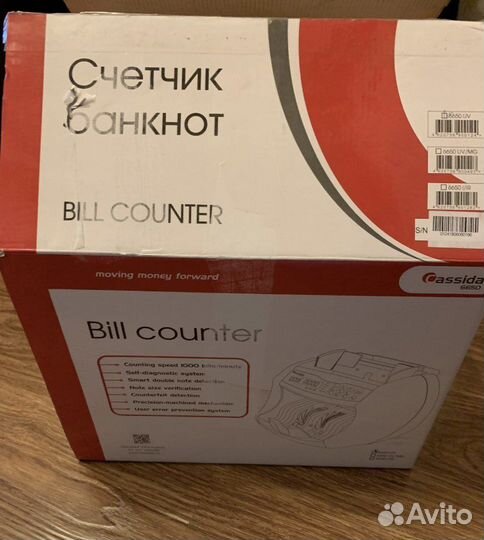 Счетчик
банкнот
BILL COUNTER
6650 UV
6650 UV/MG
6650 I/IR
S/N
moving money forward
Cassida
6650
Bill counter
Counting speed 1000 bills/minute
Self-diagnostic system
Smart double note detection
Note size verification
Counterfeit detection
Precision-machined mechanism
User error prevention system
Avito